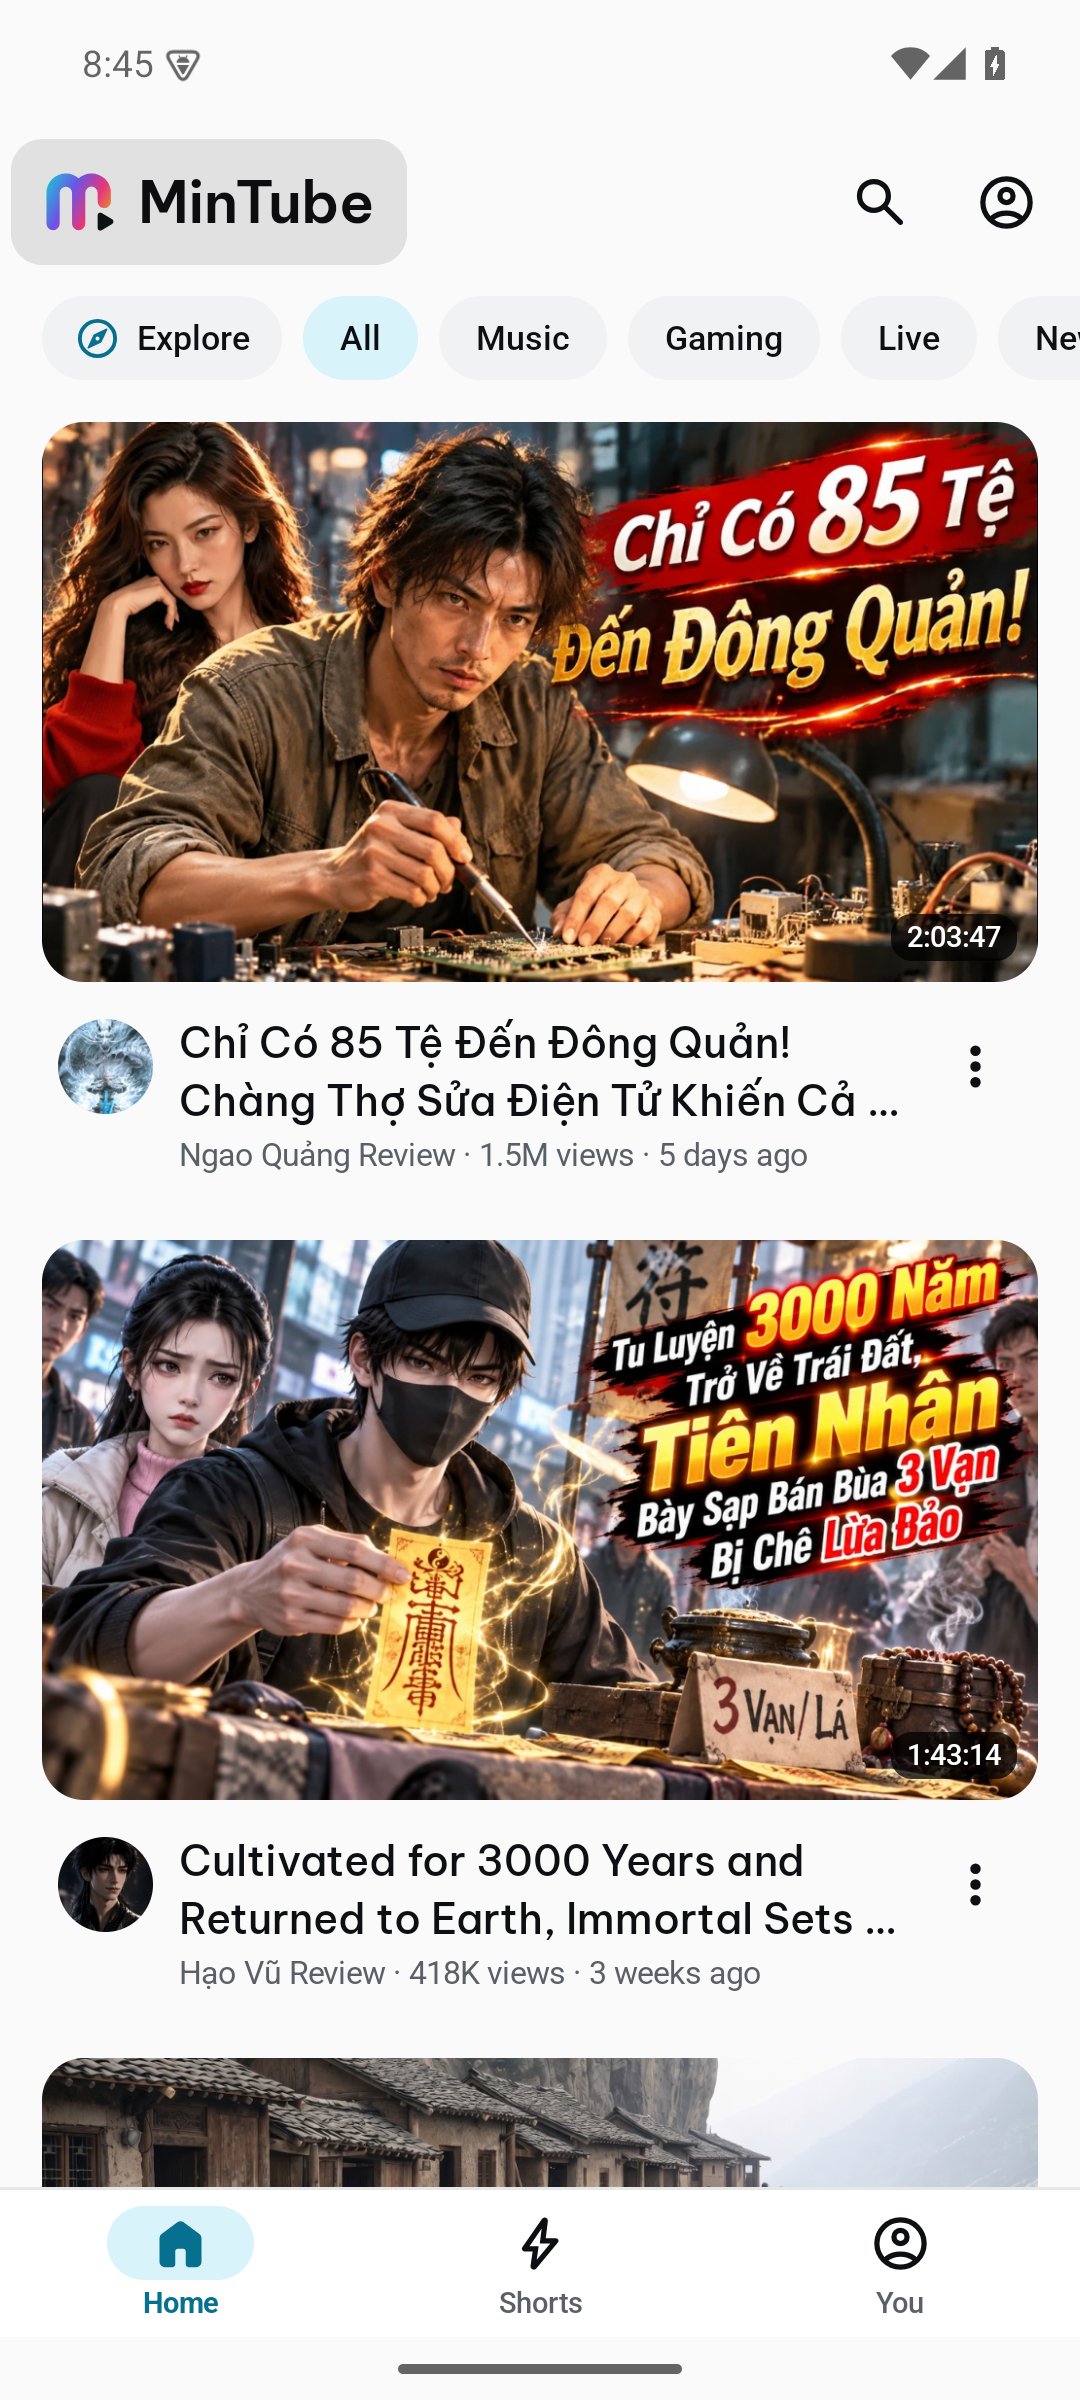 8:45
MinTube
Explore
All
Music
Gaming
Live
Chỉ Có 85 Tệ
Đến Đông Quản!
2:03:47
Chỉ Có 85 Tệ Đến Đông Quản!
Chàng Thợ Sửa Điện Tử Khiến Cả ...
Ngao Quảng Review · 1.5M views · 5 days ago
符
Tu Luyện 3000 Năm
Trở Về Trái Đất,
Tiên Nhân
Bày Sạp Bán Bùa 3 Vạn
Bị Chê Lừa Đảo
3 VẠN/LÁ
1:43:14
Cultivated for 3000 Years and
Returned to Earth, Immortal Sets ...
Hạo Vũ Review · 418K views · 3 weeks ago
Home
Shorts
You